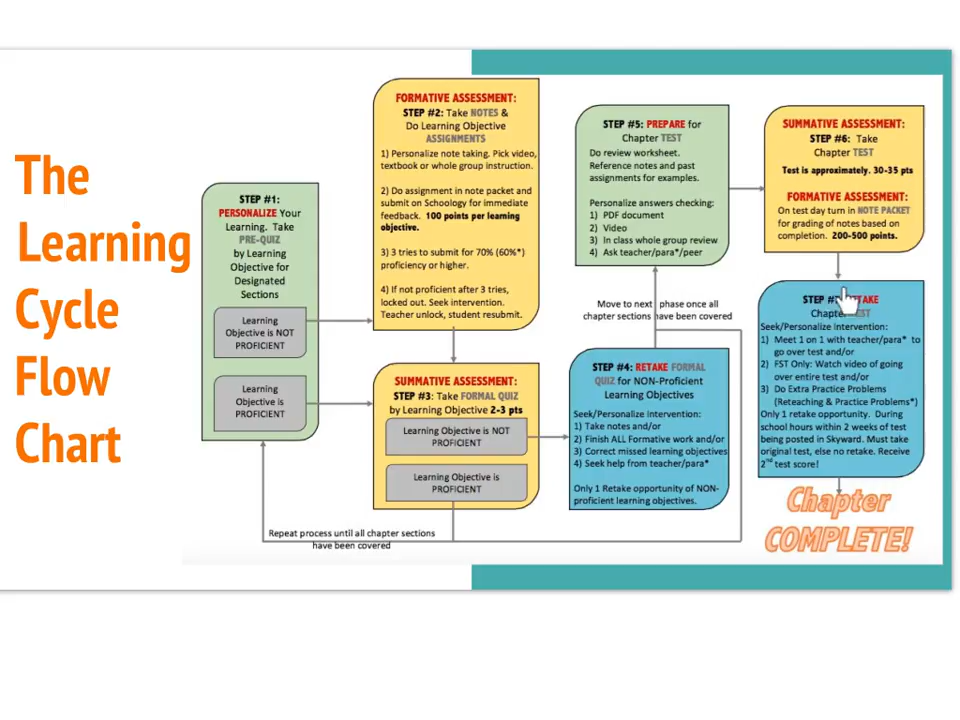 The
Learning
Cycle
Flow
Chart
STEP #1:
PERSONALIZE Your
Learning. Take
PRE-QUIZ
by Learning
Objective for
Designated
Sections
Learning
Objective is NOT
PROFICIENT
Learning
Objective is
PROFICIENT
FORMATIVE ASSESSMENT:
STEP #2: Take NOTES &
Do Learning Objective
ASSIGNMENTS
1) Personalize note taking. Pick video,
textbook or whole group instruction.
2) Do assignment in note packet and
submit on Schoology for immediate
feedback. 100 points per learning
objective.
3) 3 tries to submit for 70% (60%*)
proficiency or higher.
4) If not proficient after 3 tries,
locked out. Seek intervention.
Teacher unlock, student resubmit.
SUMMATIVE ASSESSMENT:
STEP #3: Take FORMAL QUIZ
by Learning Objective 2-3 pts
Learning Objective is NOT
PROFICIENT
Learning Objective is
PROFICIENT
Repeat process until all chapter sections
have been covered
STEP #4: RETAKE FORMAL
QUIZ for NON-Proficient
Learning Objectives
Seek/Personalize Intervention:
1) Take notes and/or
2) Finish ALL Formative work and/or
3) Correct missed learning objectives
4) Seek help from teacher/para*
Only 1 Retake opportunity of NON-
proficient learning objectives.
Move to next phase once all
chapter sections have been covered
STEP #5: PREPARE for
Chapter TEST
Do review worksheet.
Reference notes and past
assignments for examples.
Personalize answers checking:
1) PDF document
2) Video
3) In class whole group review
4) Ask teacher/para*/peer
SUMMATIVE ASSESSMENT:
STEP #6: Take
Chapter TEST
Test is approximately. 30-35 pts
FORMATIVE ASSESSMENT:
On test day turn in NOTE PACKET
for grading of notes based on
completion. 200-500 points.
STEP
Seek/Personalize Intervention:
1) Meet 1 on 1 with teacher/para* to
go over test and/or
2) FST Only: Watch video of going
over entire test and/or
3) Do Extra Practice Problems
(Reteaching & Practice Problems*)
Only 1 retake opportunity. During
school hours within 2 weeks of test
being posted in Skyward. Must take
original test, else no retake. Receive
2nd test score!
Chapter
COMPLETE!